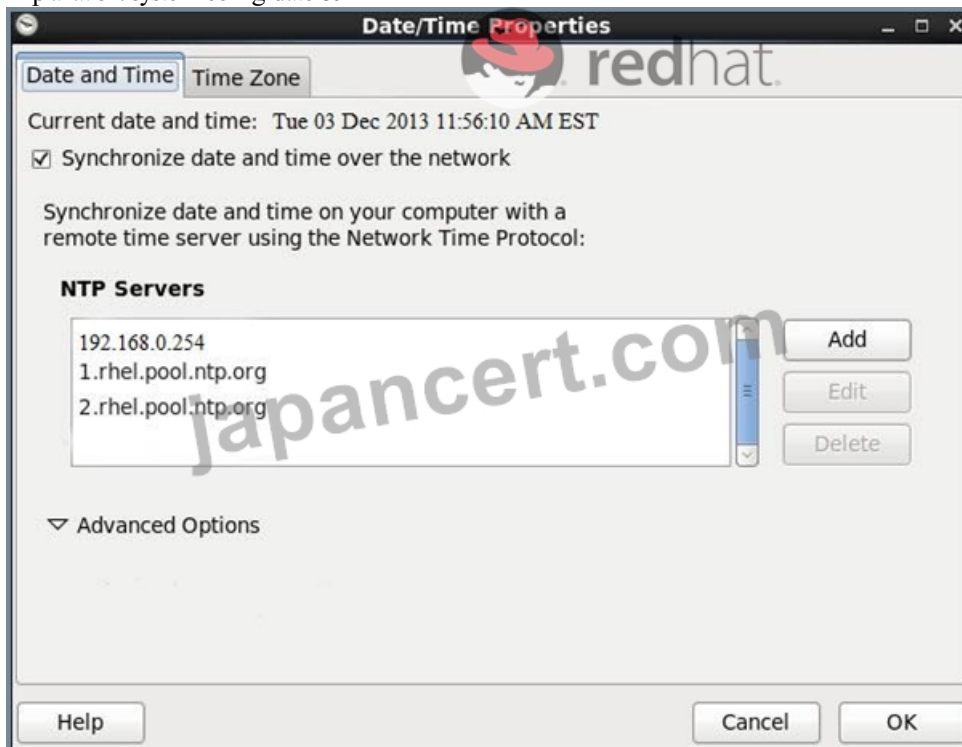 Date/Time Properties
redhat.
Date and Time
Time Zone
Current date and time: Tue 03 Dec 2013 11:56:10 AM EST
Synchronize date and time over the network
Synchronize date and time on your computer with a
remote time server using the Network Time Protocol:
NTP Servers
192.168.0.254
1.rhel.pool.ntp.org
2.rhel.pool.ntp.org
Add
Edit
Delete
japancert.com
Advanced Options
Help
Cancel
OK